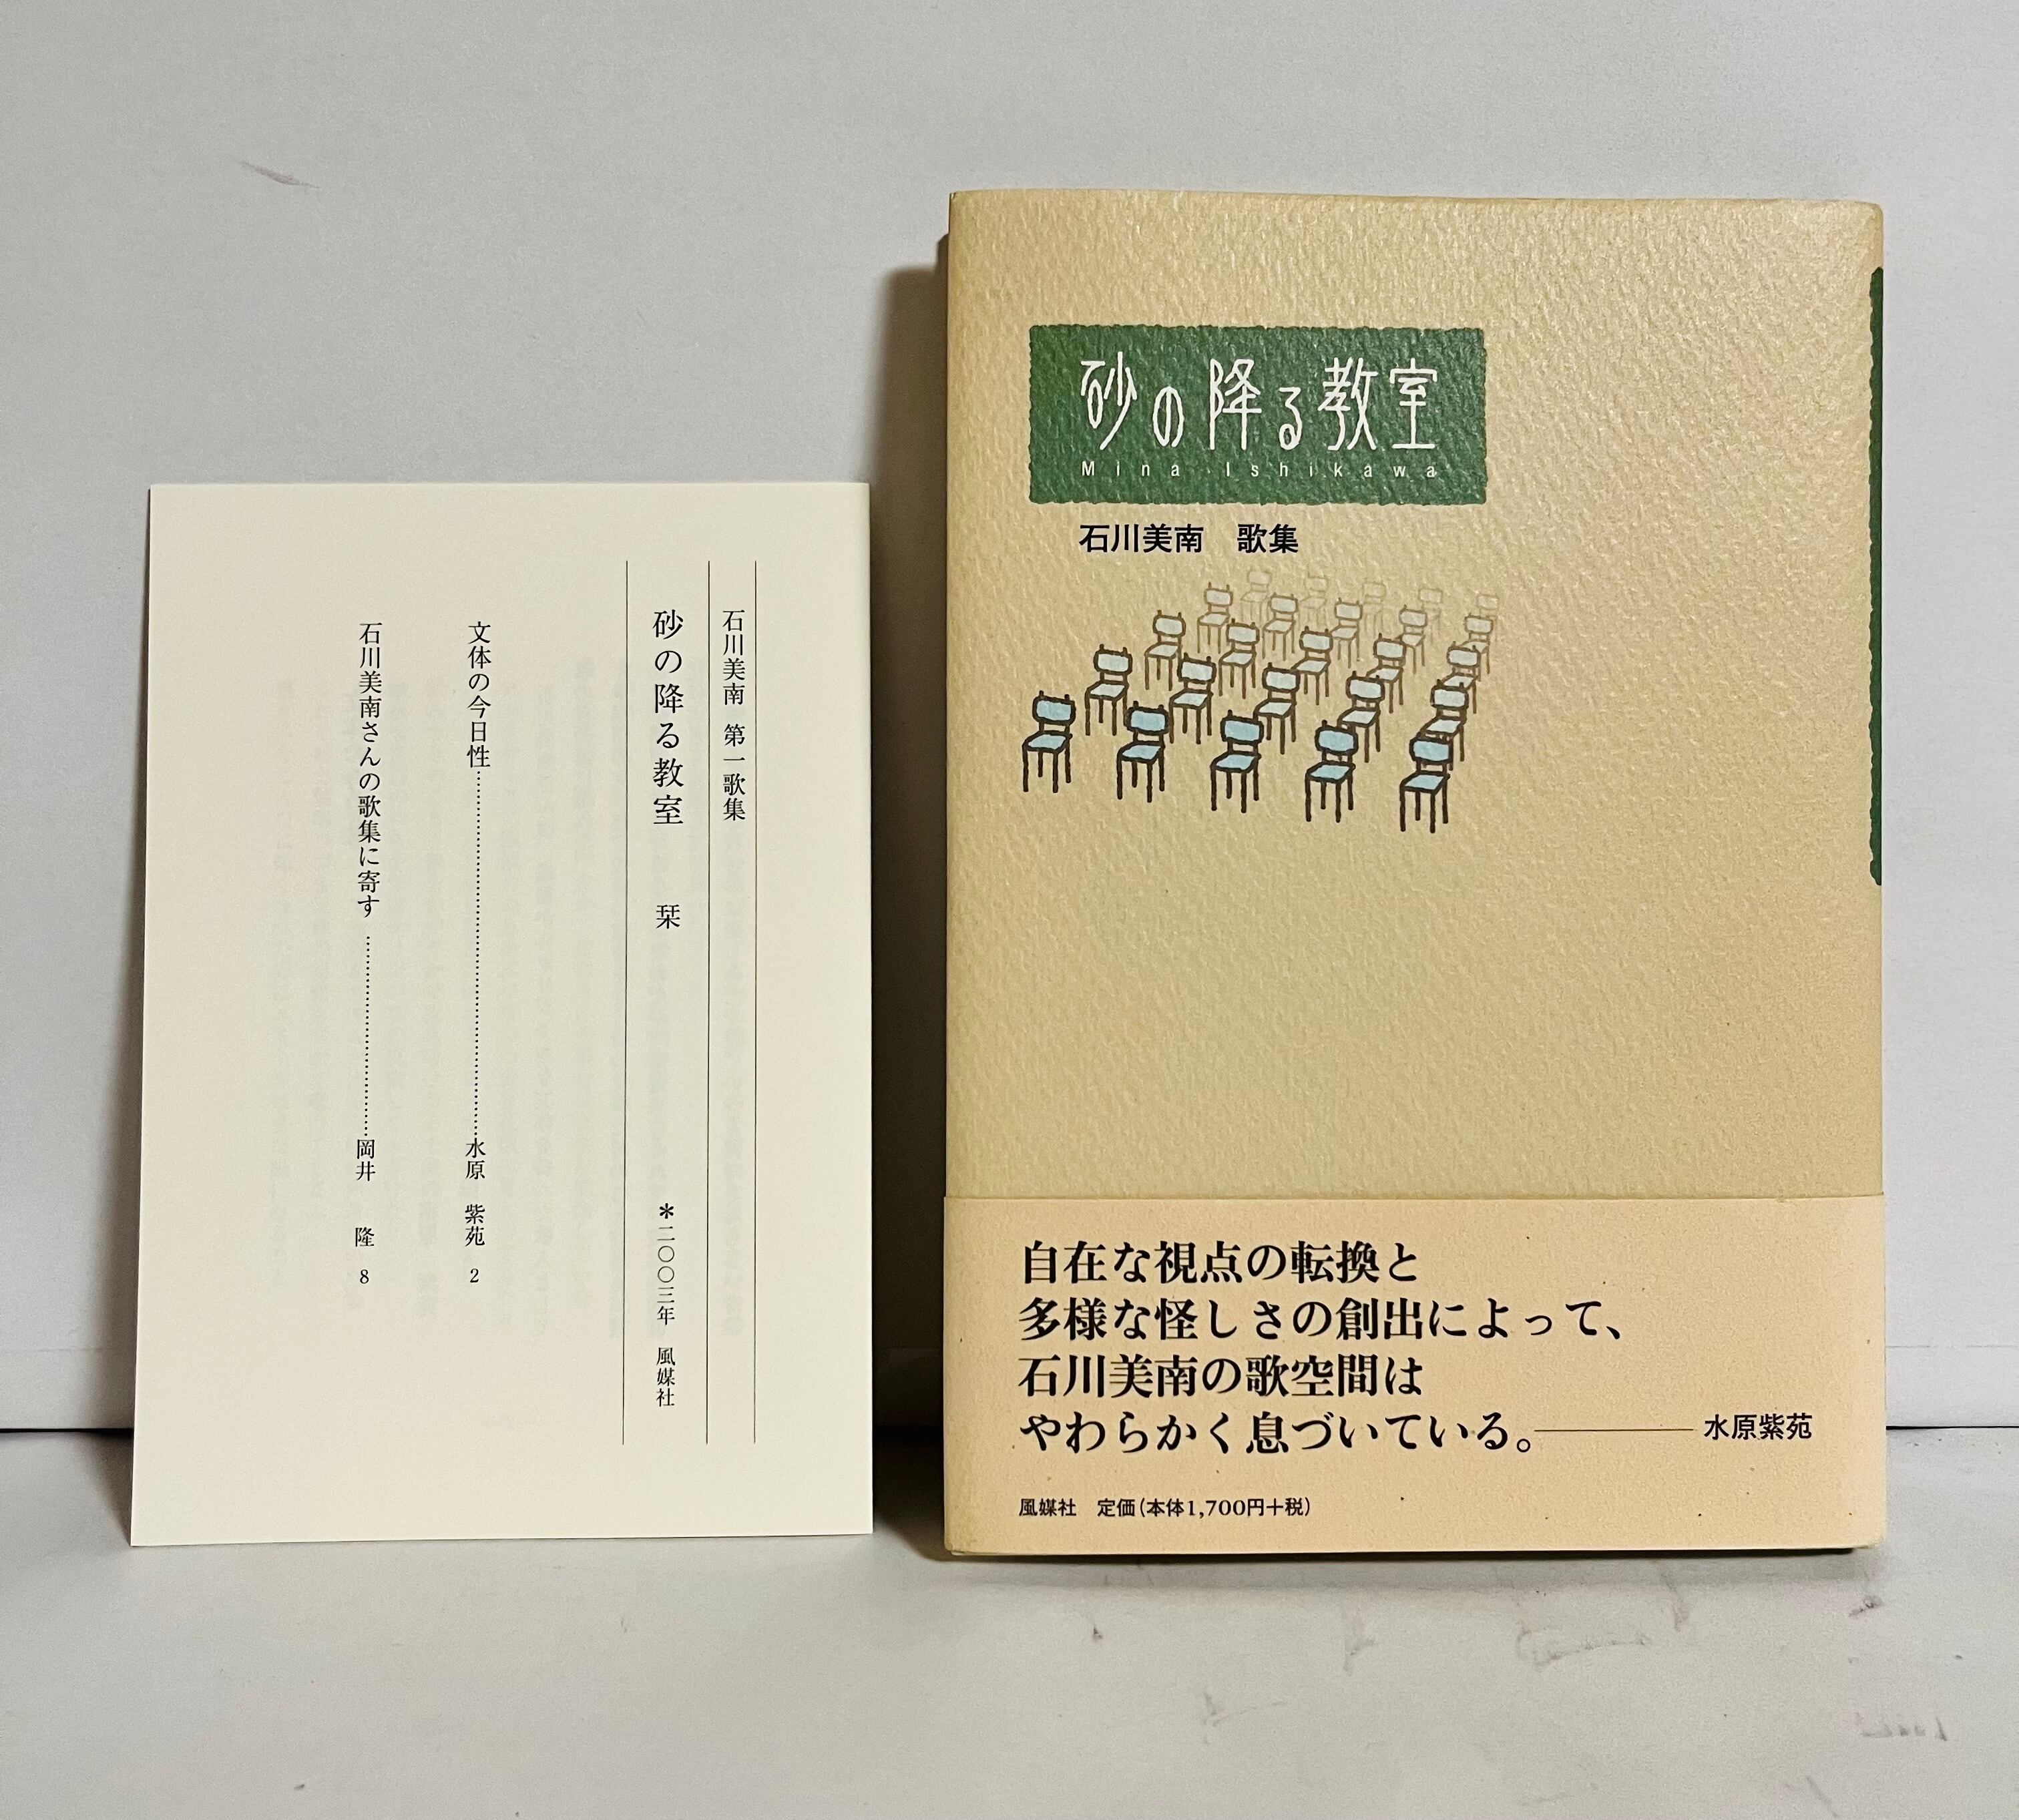 石川美南 第一歌集
砂の降る教室 栞 *二〇〇三年 風媒社
文体の今日性……………………………水原 紫苑 2
石川美南さんの歌集に寄す ………………岡井 隆 8
砂の降る教室
Mina Ishikawa
石川美南 歌集
自在な視点の転換と
多様な怪しさの創出によって、
石川美南の歌空間は
やわらかく息づいている。――水原紫苑
風媒社 定価(本体1,700円+税)